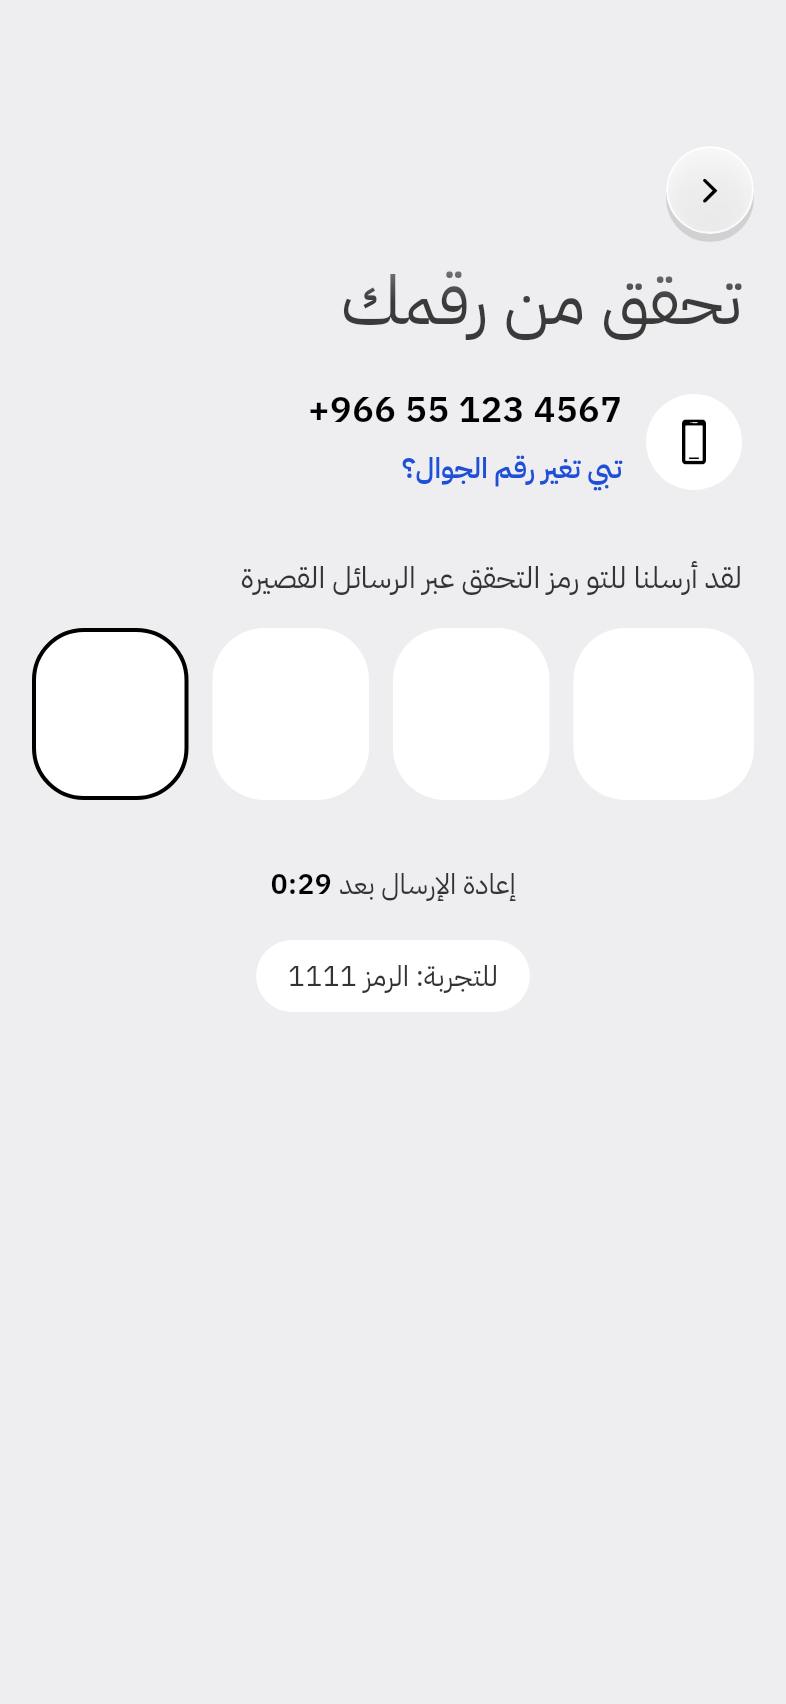 تحقق من رقمك
+966 55 123 4567
تبي تغير رقم الجوال؟
لقد أرسلنا للتو رمز التحقق عبر الرسائل القصيرة
إعادة الإرسال بعد 0:29
للتجربة: الرمز 1111